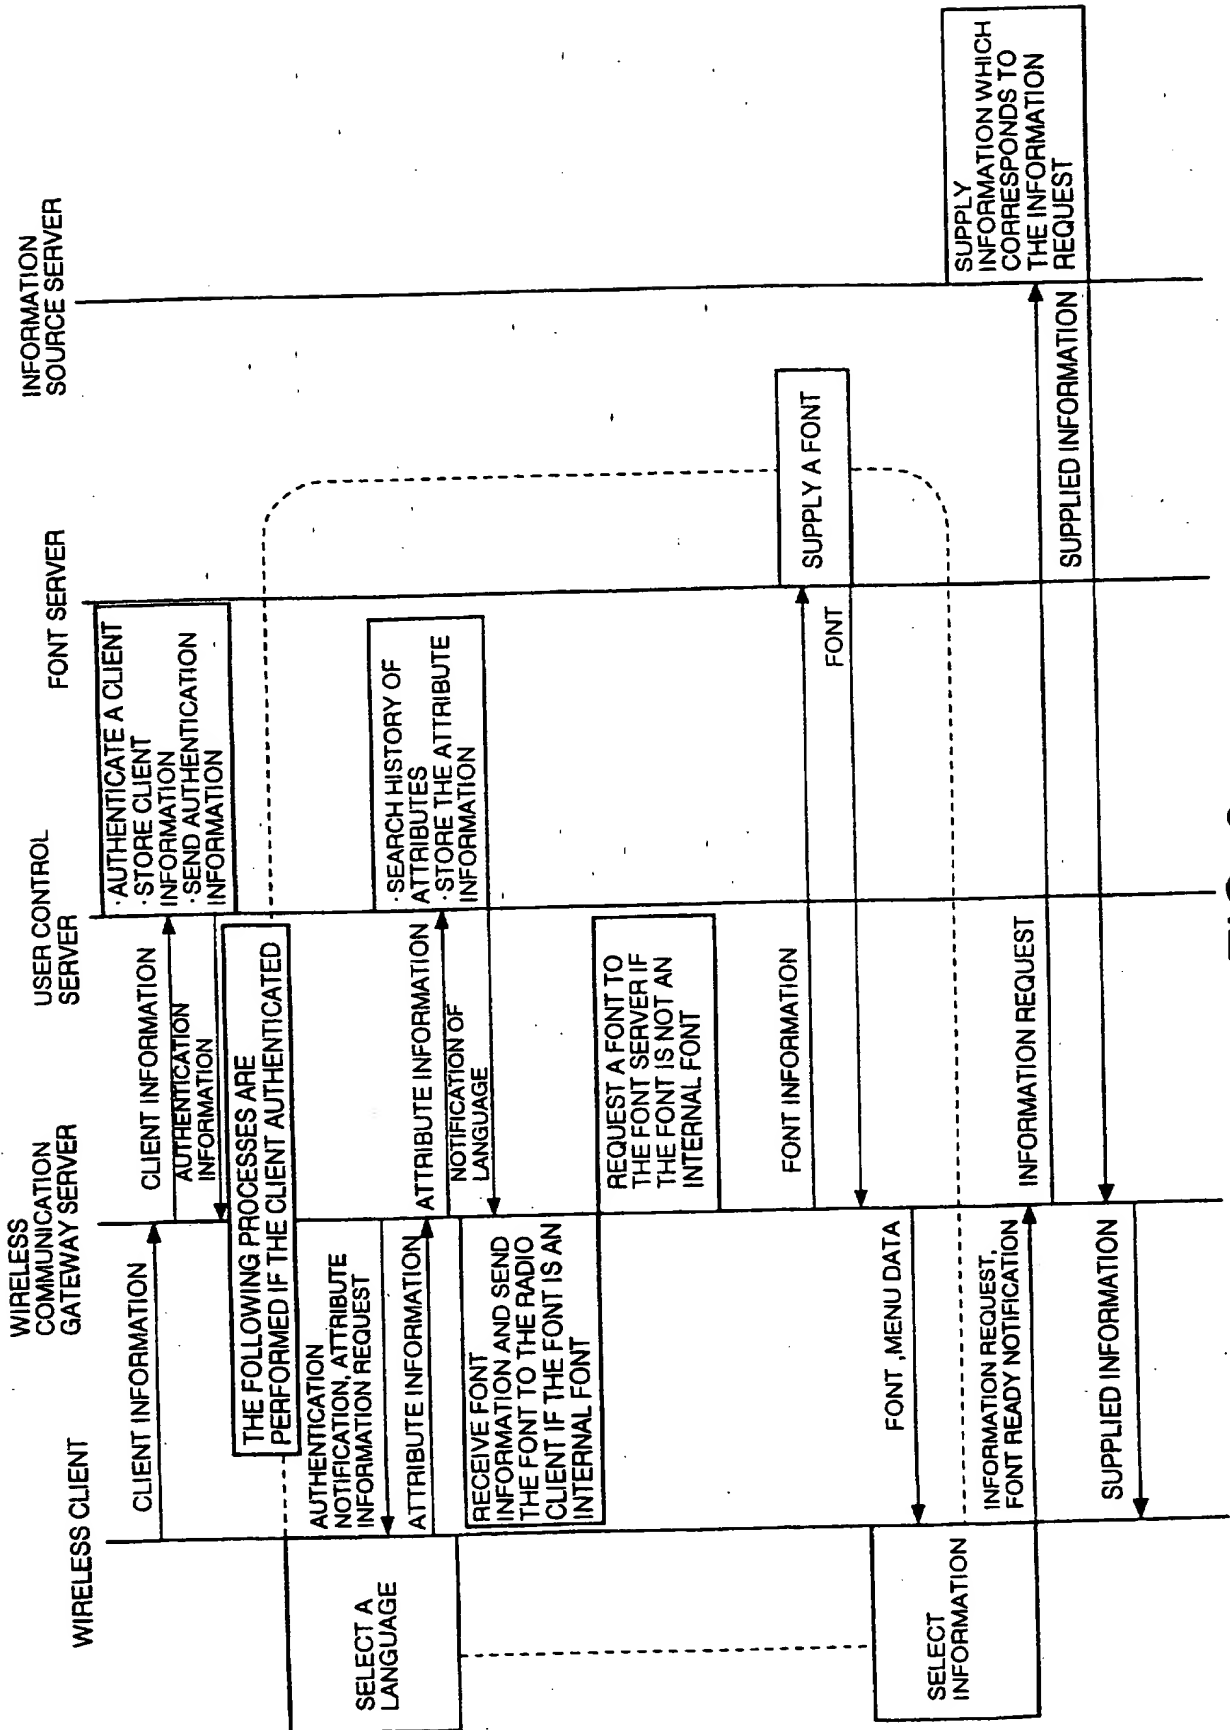 WIRELESS CLIENT
WIRELESS
COMMUNICATION
GATEWAY SERVER
USER CONTROL
SERVER
FONT SERVER
INFORMATION
SOURCE SERVER
CLIENT INFORMATION
CLIENT INFORMATION
·AUTHENTICATE A CLIENT
·STORE CLIENT
INFORMATION
·SEND AUTHENTICATION
INFORMATION
AUTHENTICATION
INFORMATION
THE FOLLOWING PROCESSES ARE
PERFORMED IF THE CLIENT AUTHENTICATED
AUTHENTICATION
NOTIFICATION, ATTRIBUTE
INFORMATION REQUEST
SELECT A
LANGUAGE
ATTRIBUTE INFORMATION
ATTRIBUTE INFORMATION
·SEARCH HISTORY OF
ATTRIBUTES
·STORE THE ATTRIBUTE
INFORMATION
NOTIFICATION OF
LANGUAGE
RECEIVE FONT
INFORMATION AND SEND
THE FONT TO THE RADIO
CLIENT IF THE FONT IS AN
INTERNAL FONT
REQUEST A FONT TO
THE FONT SERVER IF
THE FONT IS NOT AN
INTERNAL FONT
FONT INFORMATION
SUPPLY A FONT
FONT
FONT ,MENU DATA
SELECT
INFORMATION
INFORMATION REQUEST,
FONT READY NOTIFICATION
INFORMATION REQUEST
SUPPLY
INFORMATION WHICH
CORRESPONDS TO
THE INFORMATION
REQUEST
SUPPLIED INFORMATION
SUPPLIED INFORMATION